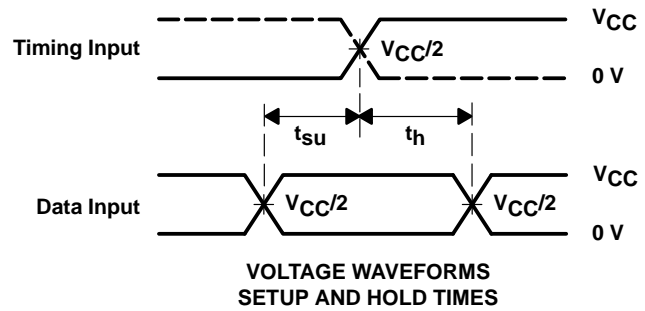 VCC
Timing Input
VCC/2
0 V
tsu
th
VCC
Data Input
VCC/2
VCC/2
0 V
VOLTAGE WAVEFORMS
SETUP AND HOLD TIMES